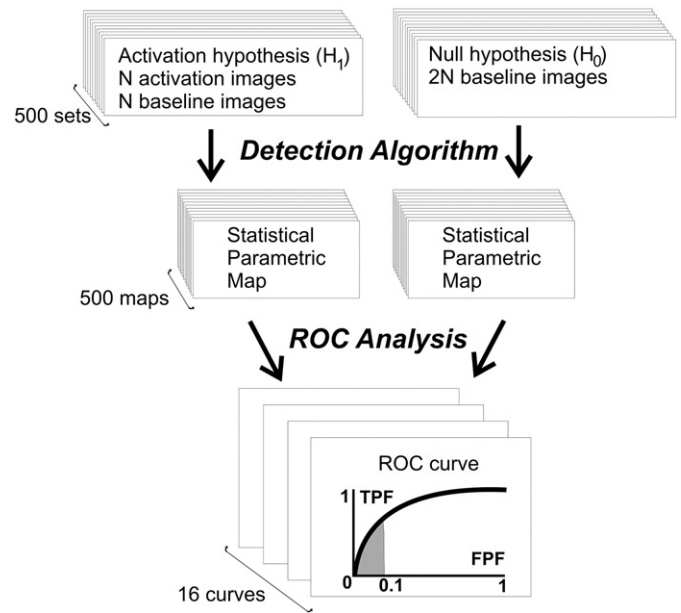 Activation hypothesis (H₁)
N activation images
N baseline images
Null hypothesis (H₀)
2N baseline images
500 sets
Detection Algorithm
Statistical
Parametric
Map
Statistical
Parametric
Map
500 maps
ROC Analysis
ROC curve
1
TPF
FPF
0
0.1
1
16 curves